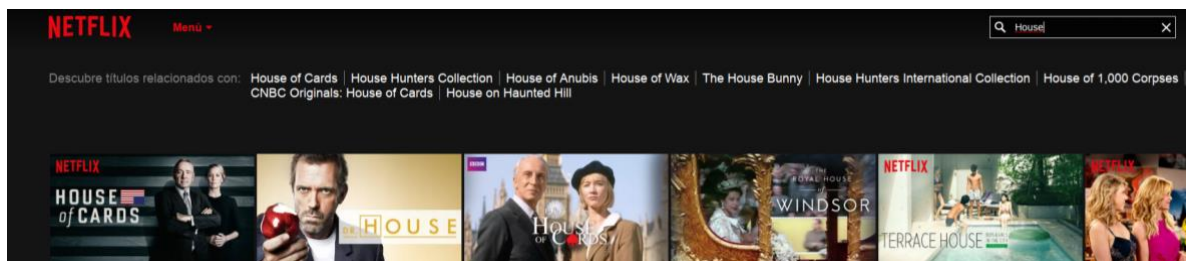 NETFLIX
Menú
House
Descubre títulos relacionados con: House of Cards | House Hunters Collection | House of Anubis | House of Wax | The House Bunny | House Hunters International Collection | House of 1,000 Corpses |
CNBC Originals: House of Cards | House on Haunted Hill
NETFLIX
HOUSE
of CARDS
DR. HOUSE
BBC
HOUSE
OF CARDS
THE
ROYAL HOUSE
of
WINDSOR
NETFLIX
TERRACE HOUSE
NETFLIX